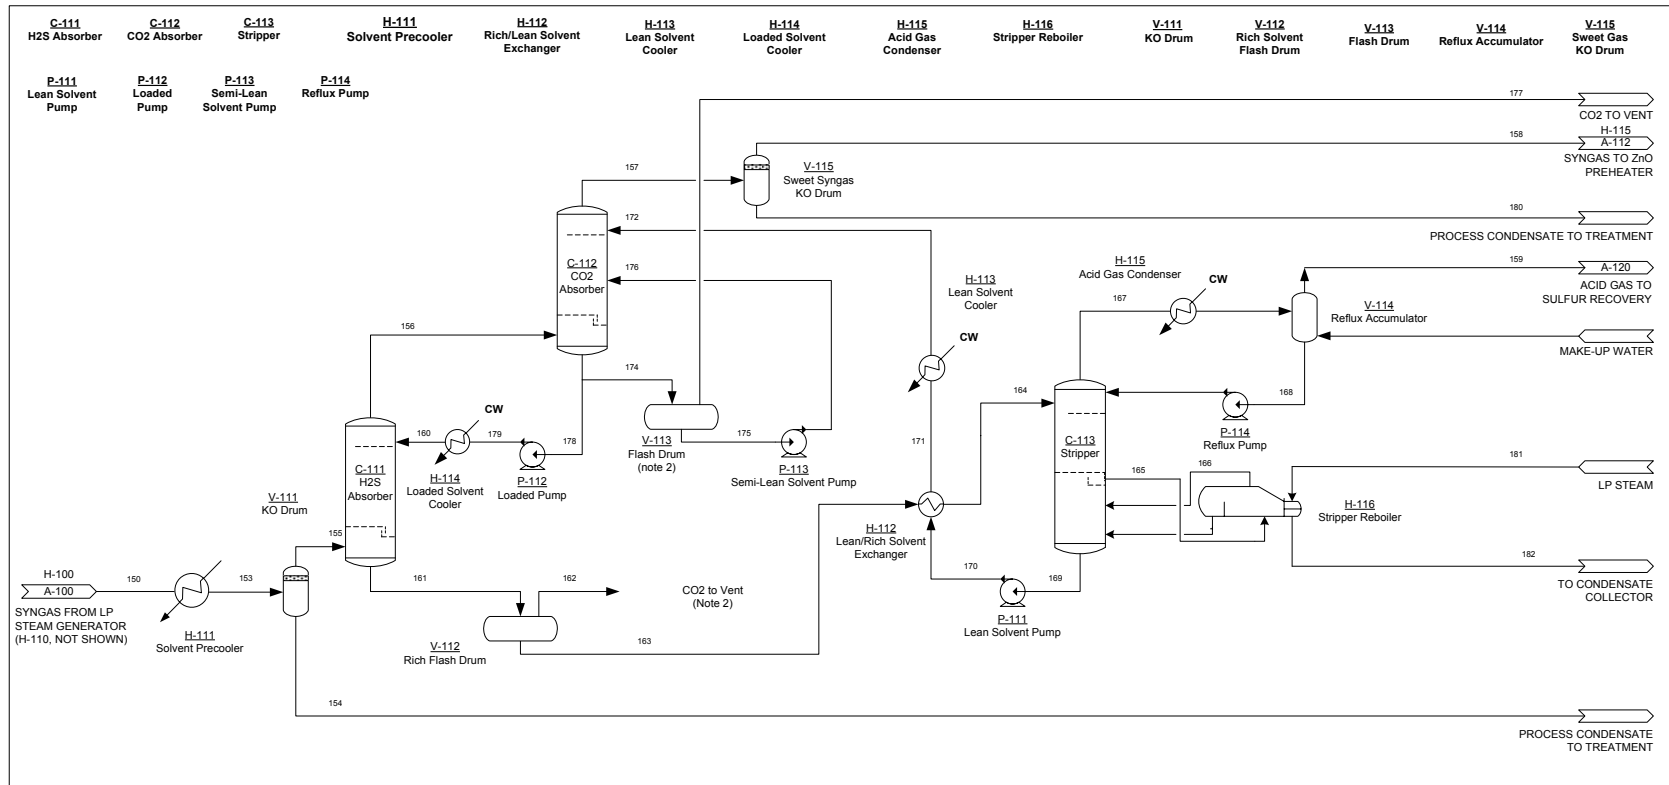 C-111
H2S Absorber
C-112
CO2 Absorber
C-113
Stripper
H-111
Solvent Precooler
H-112
Rich/Lean Solvent
Exchanger
H-113
Lean Solvent
Cooler
H-114
Loaded Solvent
Cooler
H-115
Acid Gas
Condenser
H-116
Stripper Reboiler
V-111
KO Drum
V-112
Rich Solvent
Flash Drum
V-113
Flash Drum
V-114
Reflux Accumulator
V-115
Sweet Gas
KO Drum
P-111
Lean Solvent
Pump
P-112
Loaded
Pump
P-113
Semi-Lean
Solvent Pump
P-114
Reflux Pump
177
CO2 TO VENT
158
H-115
A-112
SYNGAS TO ZnO
PREHEATER
157
V-115
Sweet Syngas
KO Drum
180
PROCESS CONDENSATE TO TREATMENT
172
C-112
CO2
Absorber
176
H-113
Lean Solvent
Cooler
CW
H-115
Acid Gas Condenser
167
CW
159
A-120
ACID GAS TO
SULFUR RECOVERY
V-114
Reflux Accumulator
MAKE-UP WATER
156
174
164
168
P-114
Reflux Pump
CW
160
179
178
H-114
Loaded Solvent
Cooler
P-112
Loaded Pump
V-113
Flash Drum
(note 2)
175
P-113
Semi-Lean Solvent Pump
171
C-113
Stripper
165
166
181
LP STEAM
H-116
Stripper Reboiler
C-111
H2S
Absorber
V-111
KO Drum
155
H-112
Lean/Rich Solvent
Exchanger
H-100
A-100
150
153
SYNGAS FROM LP
STEAM GENERATOR
(H-110, NOT SHOWN)
H-111
Solvent Precooler
161
162
CO2 to Vent
(Note 2)
V-112
Rich Flash Drum
163
170
169
P-111
Lean Solvent Pump
182
TO CONDENSATE
COLLECTOR
154
PROCESS CONDENSATE
TO TREATMENT